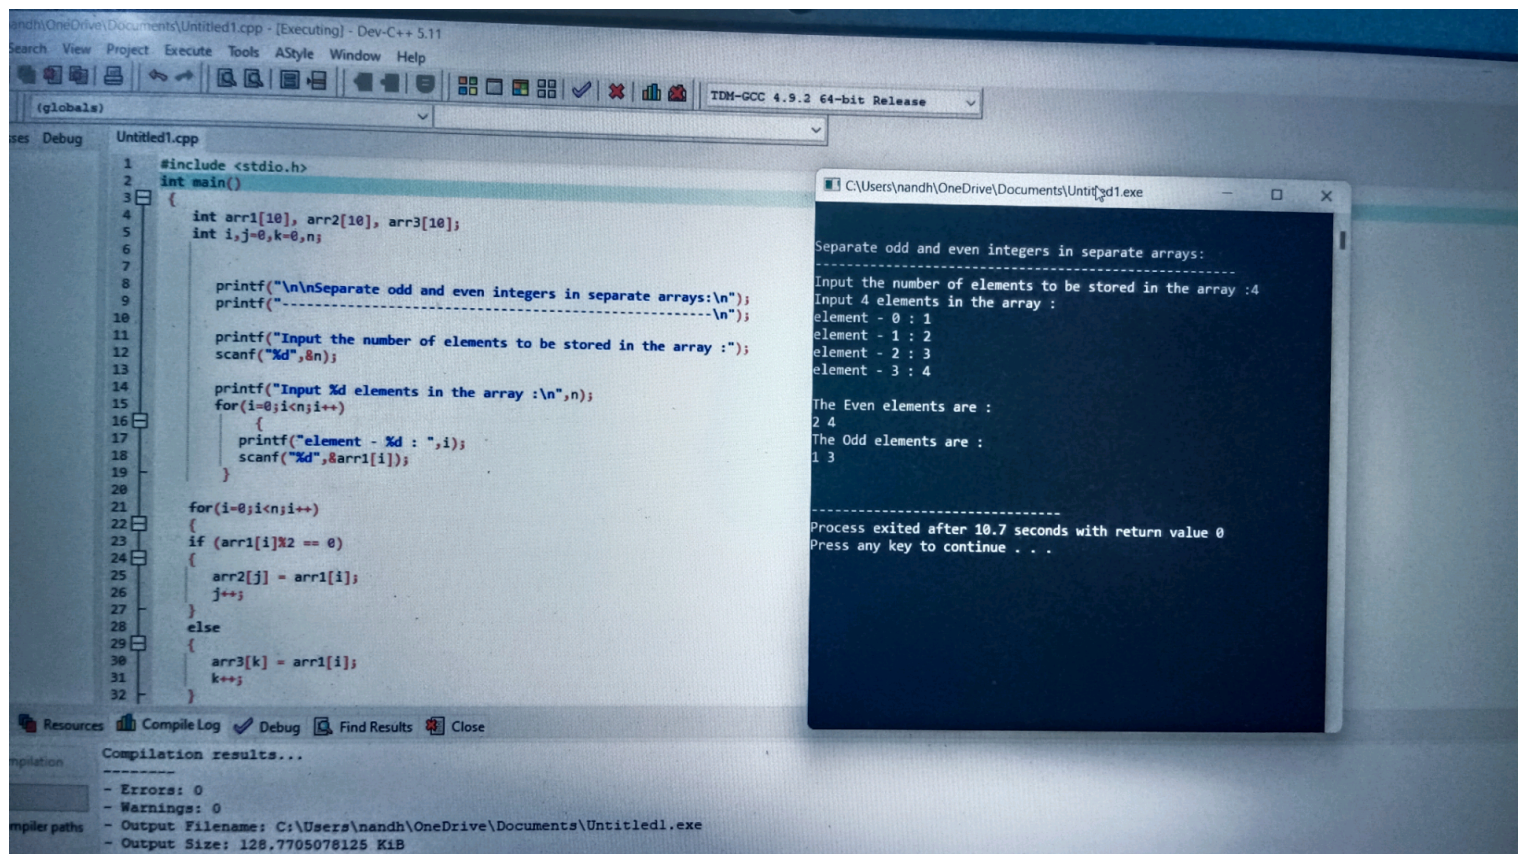 andh\OneDrive\Documents\Untitled1.cpp - [Executing] - Dev-C++ 5.11
Search View Project Execute Tools AStyle Window Help
TDM-GCC 4.9.2 64-bit Release
(globals)
ses Debug Untitled1.cpp
1 #include <stdio.h>
2 int main()
3 {
4 int arr1[10], arr2[10], arr3[10];
5 int i,j=0,k=0,n;
6
7
8 printf("\n\nSeparate odd and even integers in separate arrays:\n");
9 printf("------------------------------------------------------\n");
10
11 printf("Input the number of elements to be stored in the array :");
12 scanf("%d",&n);
13
14 printf("Input %d elements in the array :\n",n);
15 for(i=0;i<n;i++)
16 {
17 printf("element - %d : ",i);
18 scanf("%d",&arr1[i]);
19 }
20
21 for(i=0;i<n;i++)
22 {
23 if (arr1[i]%2 == 0)
24 {
25 arr2[j] = arr1[i];
26 j++;
27 }
28 else
29 {
30 arr3[k] = arr1[i];
31 k++;
32 }
C:\Users\nandh\OneDrive\Documents\Untitled1.exe
Separate odd and even integers in separate arrays:
------------------------------------------------------
Input the number of elements to be stored in the array :4
Input 4 elements in the array :
element - 0 : 1
element - 1 : 2
element - 2 : 3
element - 3 : 4
The Even elements are :
2 4
The Odd elements are :
1 3
--------------------------------
Process exited after 10.7 seconds with return value 0
Press any key to continue . . .
Resources Compile Log Debug Find Results Close
mpilation
mpiler paths
Compilation results...
--------
- Errors: 0
- Warnings: 0
- Output Filename: C:\Users\nandh\OneDrive\Documents\Untitled1.exe
- Output Size: 128.7705078125 KiB